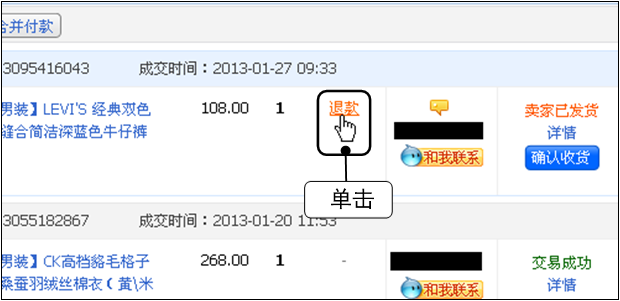 合并付款
3095416043 成交时间：2013-01-27 09:33
男装】LEVI'S 经典双色 108.00 1 退款 卖家已发货
缝合简洁深蓝色牛仔裤 和我联系 详情
确认收货
单击
3055182867 成交时间：2013-01-20 11:53
男装】CK高档貉毛格子 268.00 1 - 交易成功
桑蚕羽绒丝棉衣（黄\米 和我联系 详情